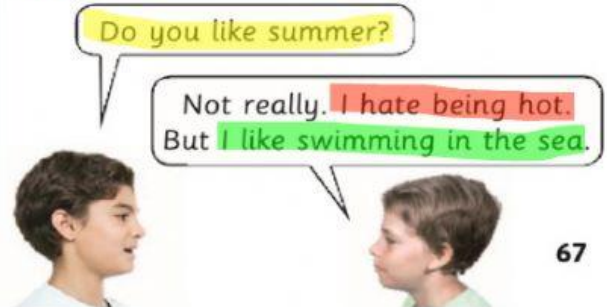 Do you like summer?
Not really. I hate being hot.
But I like swimming in the sea.
67